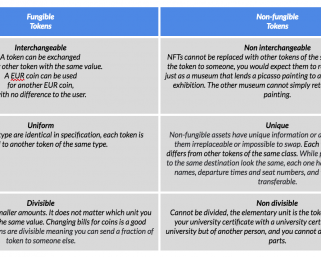 Fungible
Tokens
Non-fungible
Tokens
Interchangeable
A token can be exchanged
other token with the same value.
A EUR coin can be used
for another EUR coin,
with no difference to the user.
Non interchangeable
NFTs cannot be replaced with other tokens of the
the token to someone, you would expect them to
just as a museum that lends a picasso painting to a
exhibition. The other museum cannot simply
painting.
Uniform
type are identical in specification, each token is
to another token of the same type.
Unique
Non-fungible assets have unique information or
them irreplaceable or impossible to swap. Each
differs from other tokens of the same class. While
to the same destination look the same, each one
names, departure times and seat numbers, and
transferable.
Divisible
smaller amounts. It does not matter which unit you
the same value. Changing bills for coins is a good
are divisible meaning you can send a fraction of
token to someone else.
Non divisible
Cannot be divided, the elementary unit is the
your university certificate with a university
university but of another person, and you cannot
parts.